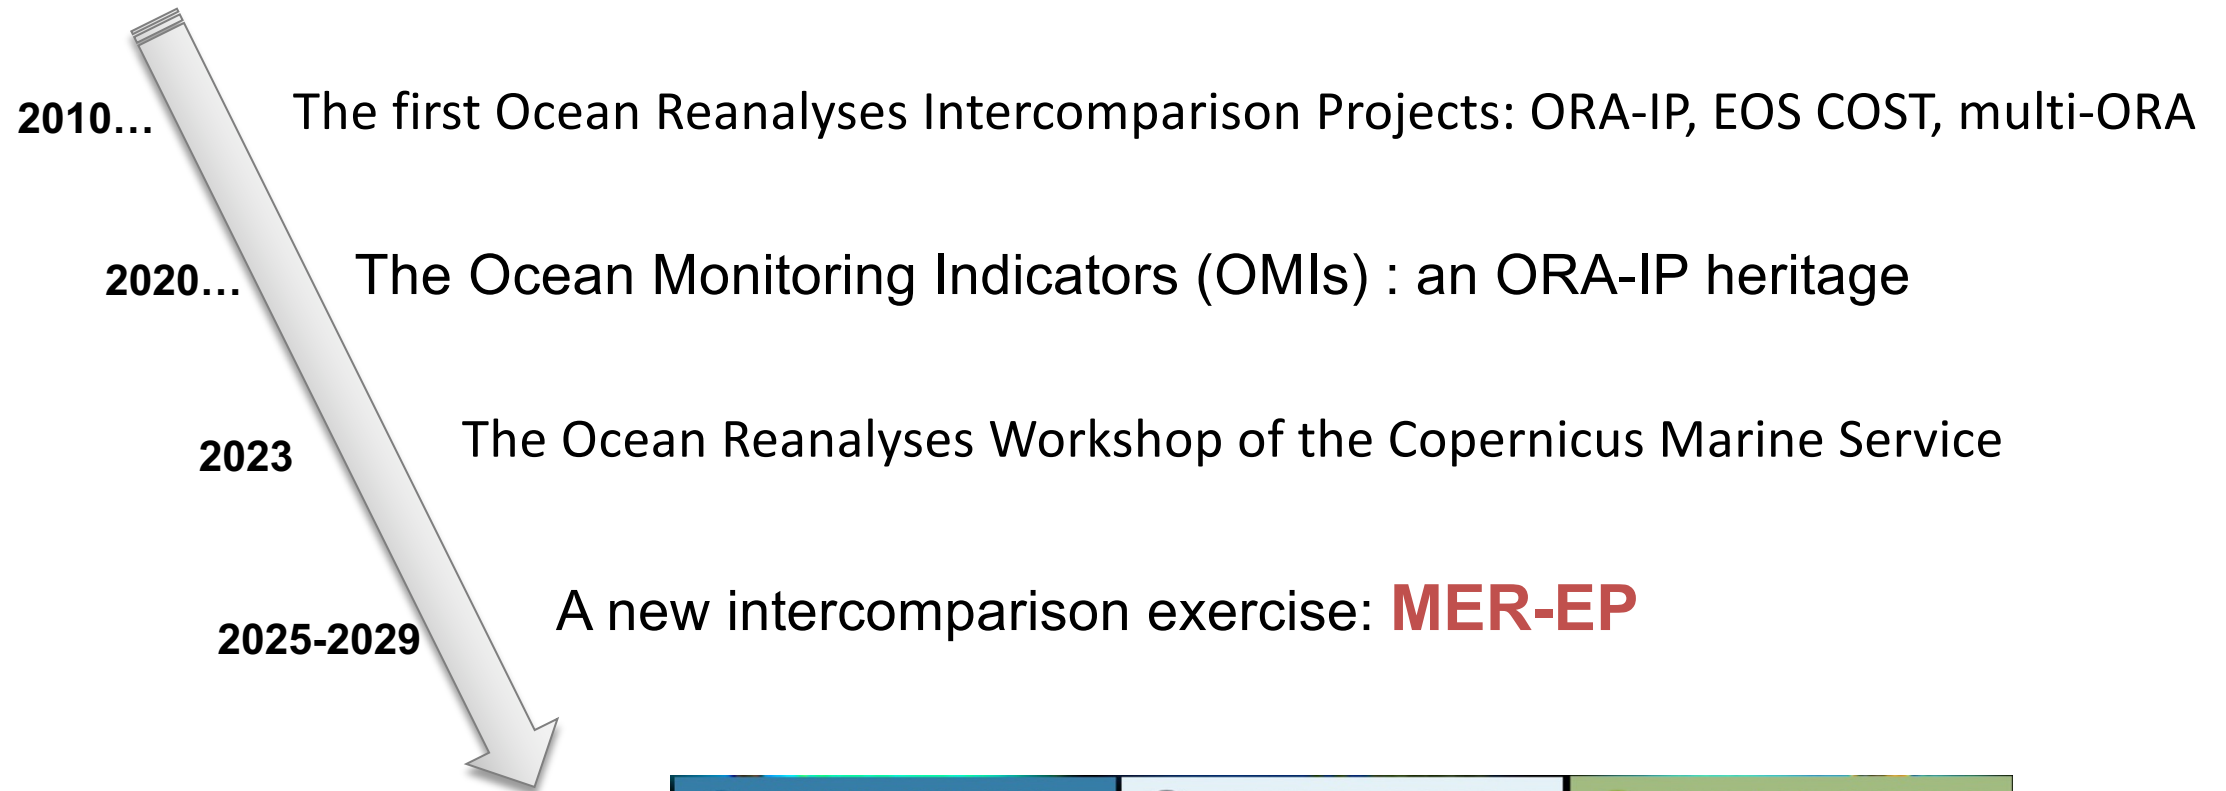 2010… The first Ocean Reanalyses Intercomparison Projects: ORA-IP, EOS COST, multi-ORA
2020… The Ocean Monitoring Indicators (OMIs) : an ORA-IP heritage
2023 The Ocean Reanalyses Workshop of the Copernicus Marine Service
2025-2029 A new intercomparison exercise: MER-EP